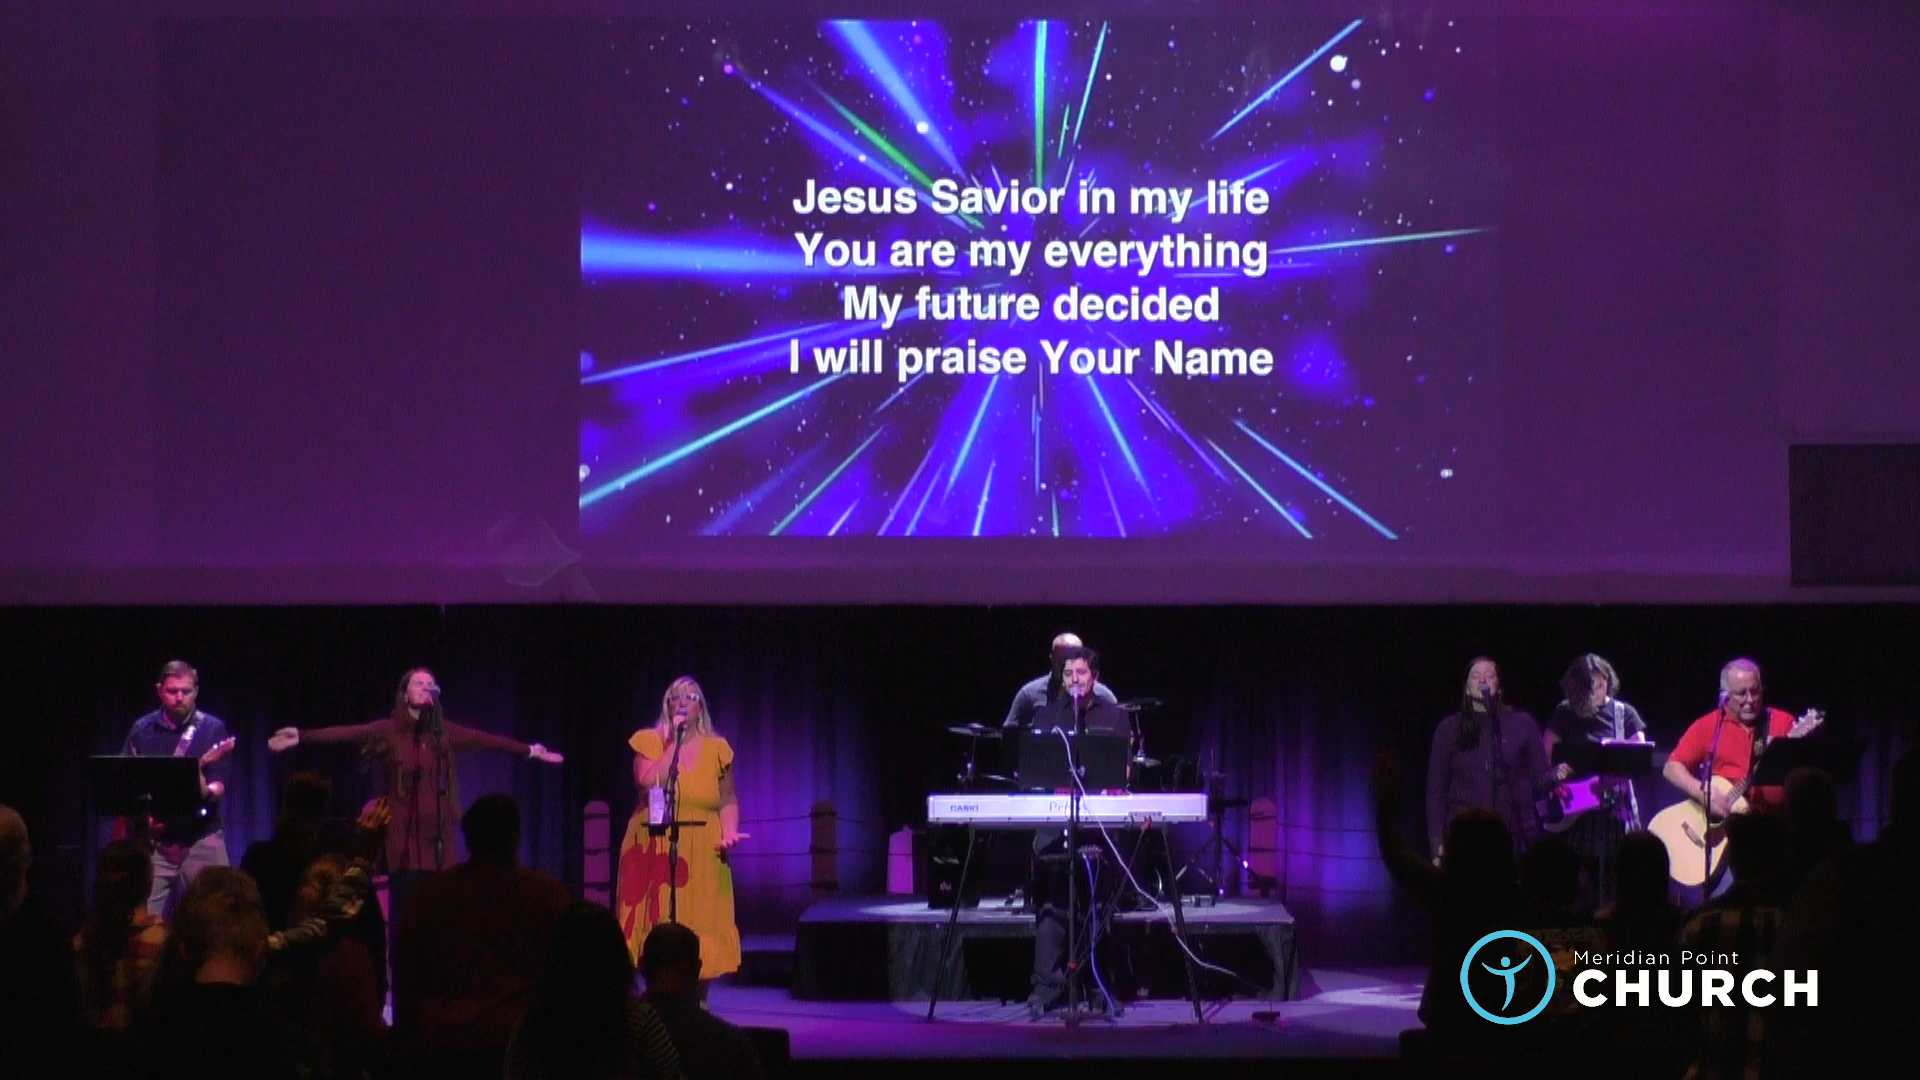 Jesus Savior in my life
You are my everything
My future decided
I will praise Your Name
CASIO
Meridian Point
CHURCH